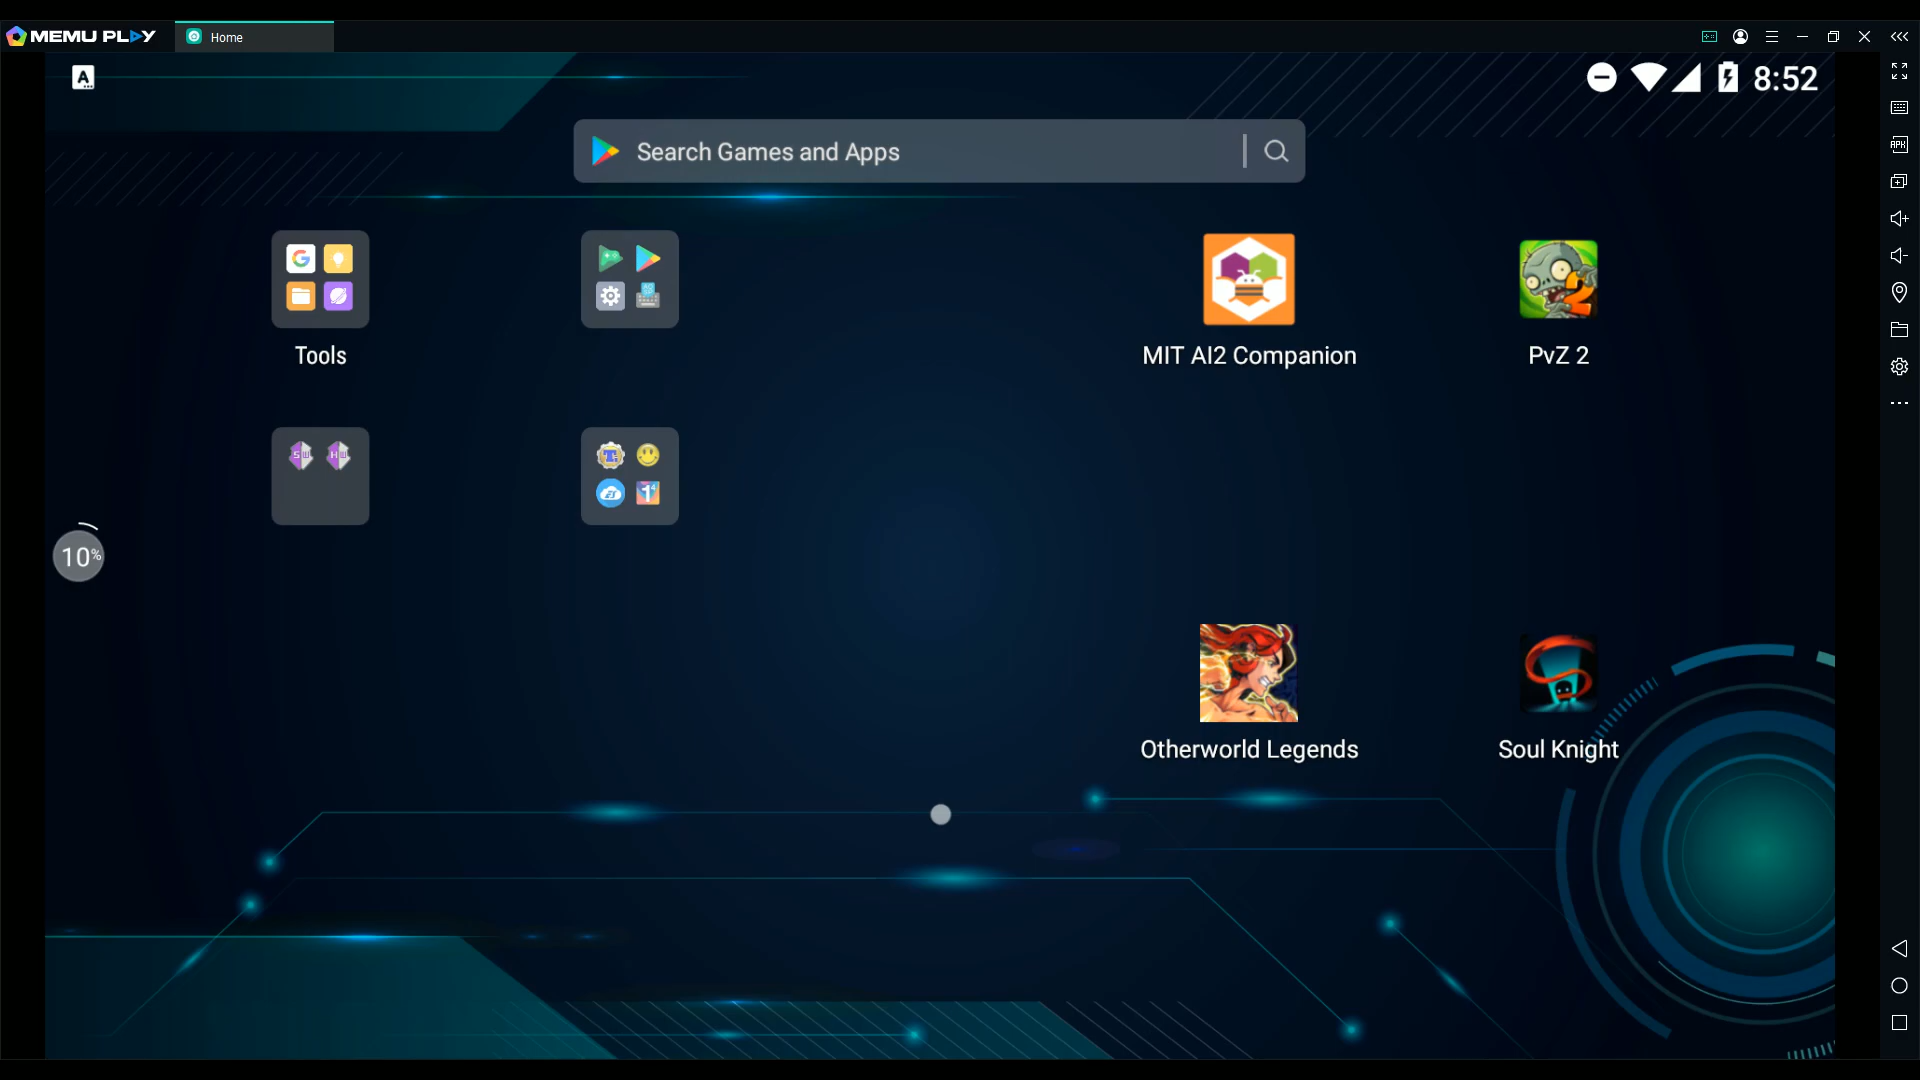 MEMU PLAY
Home
A
8:52
APK
Search Games and Apps
Tools
MIT AI2 Companion
PvZ 2
10%
Otherworld Legends
Soul Knight